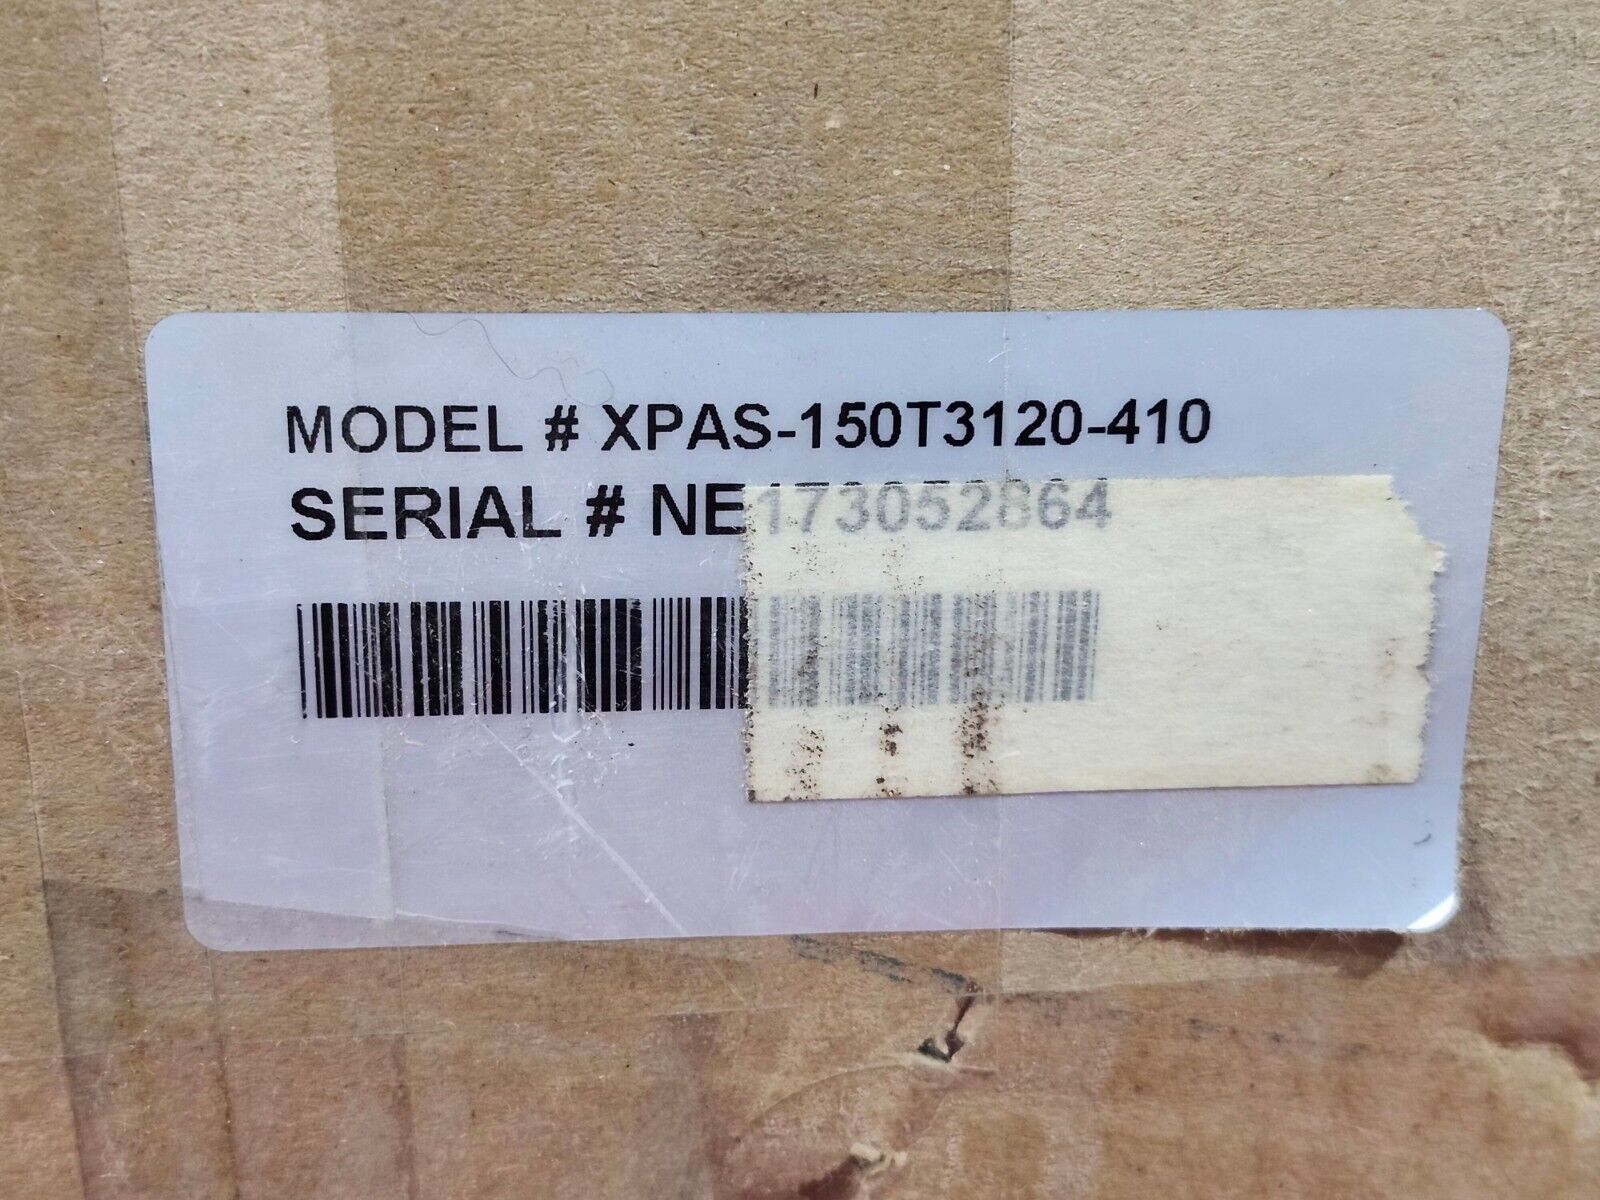 MODEL # XPAS-150T3120-410
SERIAL # NE173052864